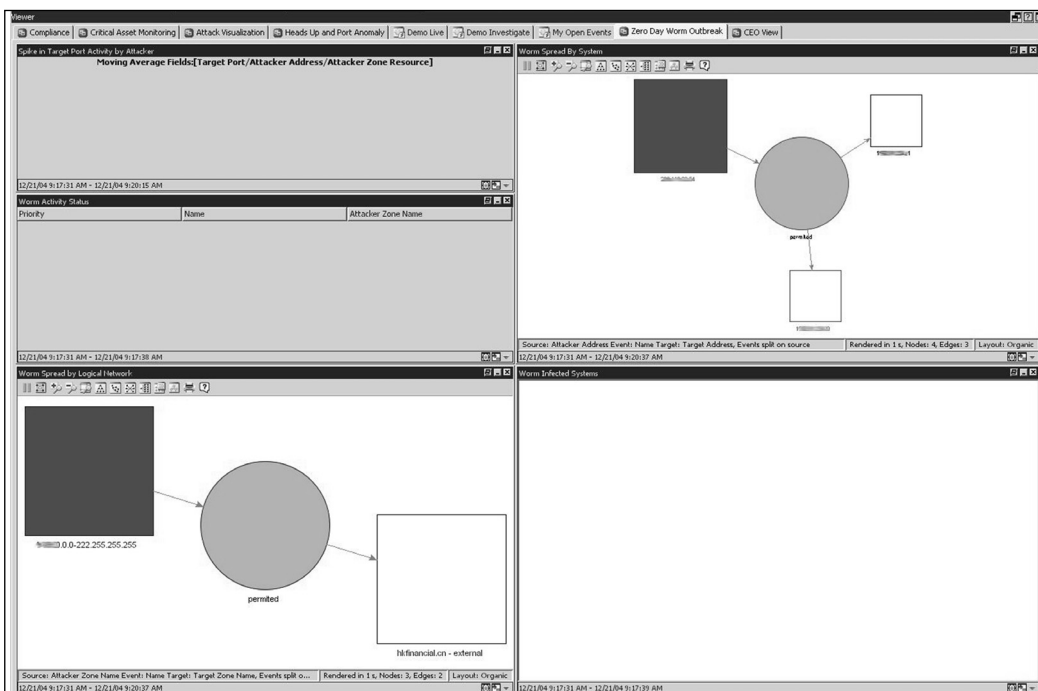 Viewer
Compliance Critical Asset Monitoring Attack Visualization Heads Up and Port Anomaly Demo Live Demo Investigate My Open Events Zero Day Worm Outbreak CEO View
Spike in Target Port Activity by Attacker
Moving Average Fields:[Target Port/Attacker Address/Attacker Zone Resource]
12/21/04 9:17:31 AM - 12/21/04 9:20:15 AM
Worm Activity Status
Priority Name Attacker Zone Name
12/21/04 9:17:31 AM - 12/21/04 9:17:38 AM
Worm Spread By System
permited
Source: Attacker Address Event: Name Target: Target Address, Events split on source Rendered in 1 s, Nodes: 4, Edges: 3 Layout: Organic
12/21/04 9:17:31 AM - 12/21/04 9:20:37 AM
Worm Spread by Logical Network
.0.0-222.255.255.255
permited
hkfinancial.cn - external
Source: Attacker Zone Name Event: Name Target: Target Zone Name, Events split o... Rendered in 1 s, Nodes: 3, Edges: 2 Layout: Organic
12/21/04 9:17:31 AM - 12/21/04 9:20:37 AM
Worm Infected Systems
12/21/04 9:17:31 AM - 12/21/04 9:17:39 AM